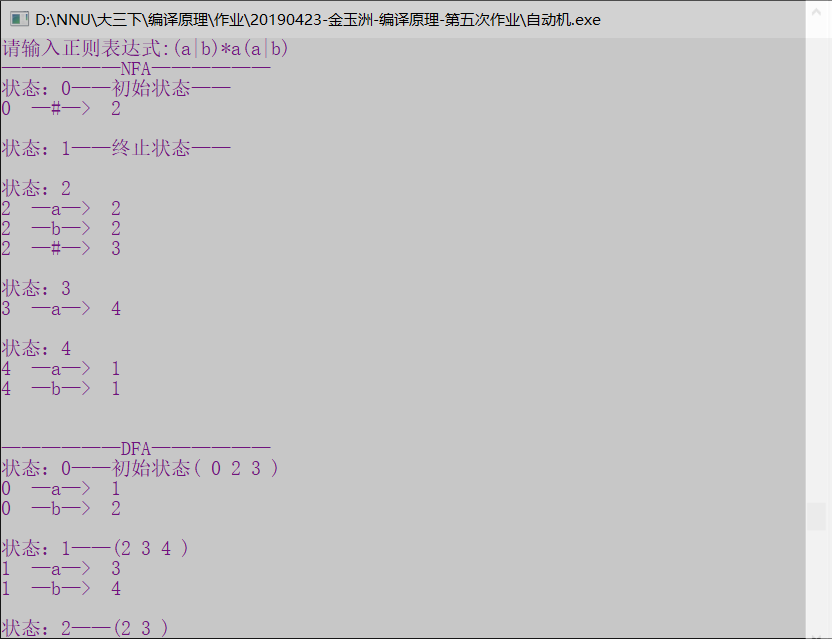 D:\NNU\大三下\编译原理\作业\20190423-金玉洲-编译原理-第五次作业\自动机.exe
请输入正则表达式:(a|b)*a(a|b)
——————NFA——————
状态：0——初始状态——
0  —#—>  2
状态：1——终止状态——
状态：2
2  —a—>  2
2  —b—>  2
2  —#—>  3
状态：3
3  —a—>  4
状态：4
4  —a—>  1
4  —b—>  1
——————DFA——————
状态：0——初始状态( 0 2 3 )
0  —a—>  1
0  —b—>  2
状态：1——(2 3 4 )
1  —a—>  3
1  —b—>  4
状态：2——(2 3 )